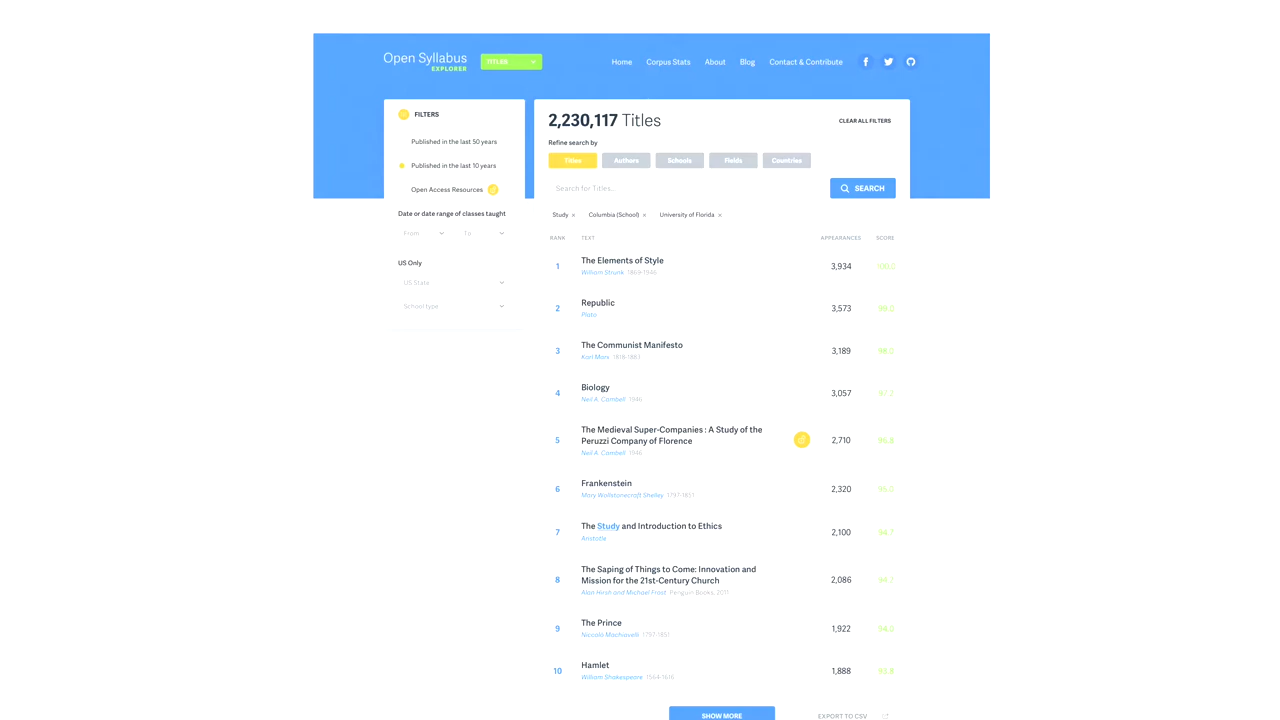 Open Syllabus
EXPLORER
TITLES
Home
Corpus Stats
About
Blog
Contact & Contribute
FILTERS
Published in the last 50 years
Published in the last 10 years
Open Access Resources
Date or date range of classes taught
From
To
US Only
US State
School type
2,230,117 Titles
CLEAR ALL FILTERS
Refine search by
Titles
Authors
Schools
Fields
Countries
Search for Titles...
SEARCH
Study ×
Columbia (School) ×
University of Florida ×
RANK
TEXT
APPEARANCES
SCORE
1
The Elements of Style
William Strunk 1869-1946
3,934
100.0
2
Republic
Plato
3,573
99.0
3
The Communist Manifesto
Karl Marx 1818-1883
3,189
4
Biology
Neil A. Cambell 1946
3,057
97.2
5
The Medieval Super-Companies : A Study of the
Peruzzi Company of Florence
Neil A. Cambell 1946
2,710
6
Frankenstein
Mary Wollstonecraft Shelley 1797-1851
2,320
95.0
7
The Study and Introduction to Ethics
Aristotle
2,100
94.7
8
The Saping of Things to Come: Innovation and
Mission for the 21st-Century Church
Alan Hirsh and Michael Frost Penguin Books, 2011
2,086
94.2
9
The Prince
Niccolò Machiavelli 1797-1851
1,922
94.0
10
Hamlet
William Shakespeare 1564-1616
1,888
93.8
SHOW MORE
EXPORT TO CSV